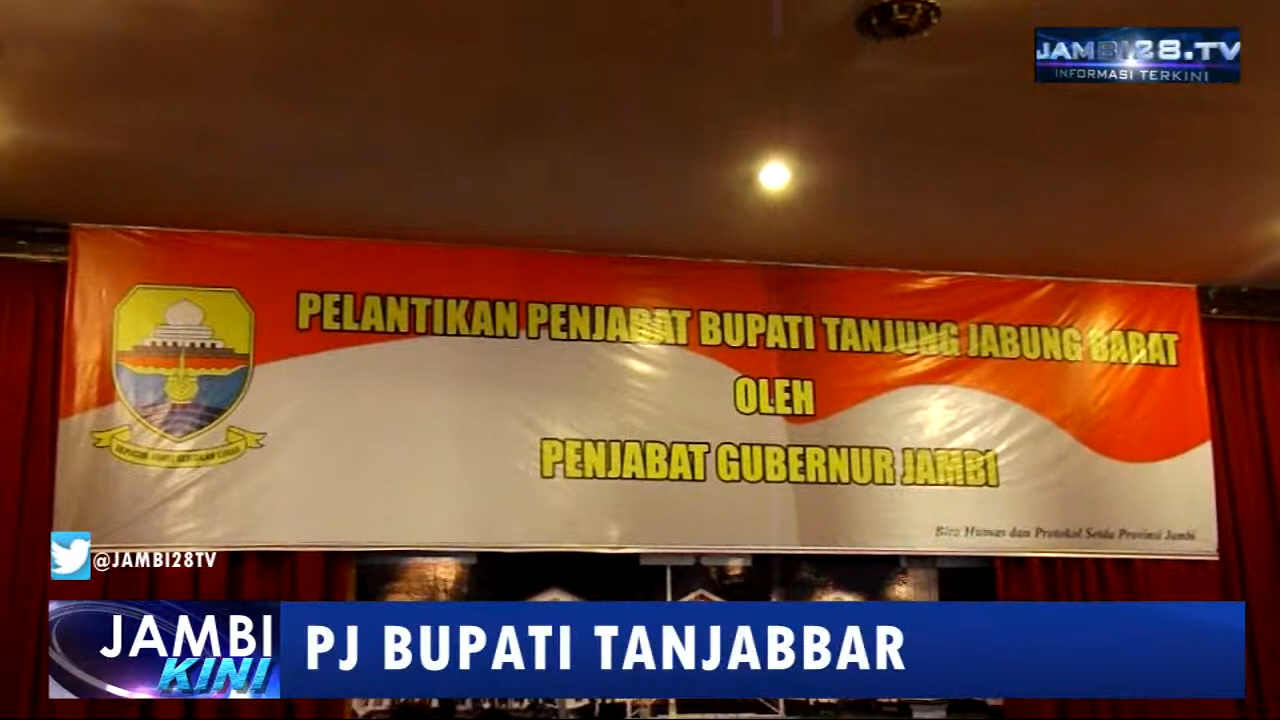 JAMBI28.TV
INFORMASI TERKINI
PELANTIKAN PENJABAT BUPATI TANJUNG JABUNG BARAT
OLEH
PENJABAT GUBERNUR JAMBI
Biro Humas dan Protokol Setda Provinsi Jambi
@JAMBI28TV
JAMBI
KINI
PJ BUPATI TANJABBAR